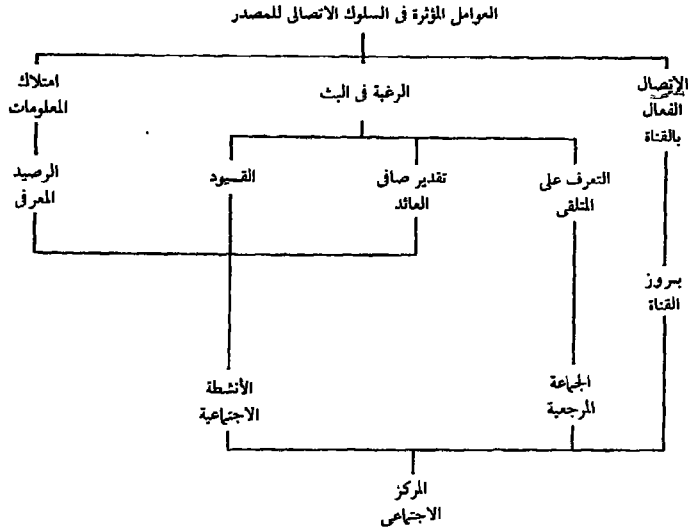 العوامل المؤثرة فى السلوك الاتصالى للمصدر
الإتصال
الفعال
بالقناة
الرغبة فى البث
امتلاك
المعلومات
التعرف على
المتلقى
تقدير صافى
العائد
القيود
الرصيد
المعرفى
بروز
القناة
الجماعة
المرجعية
الأنشطة
الاجتماعية
المركز
الاجتماعى